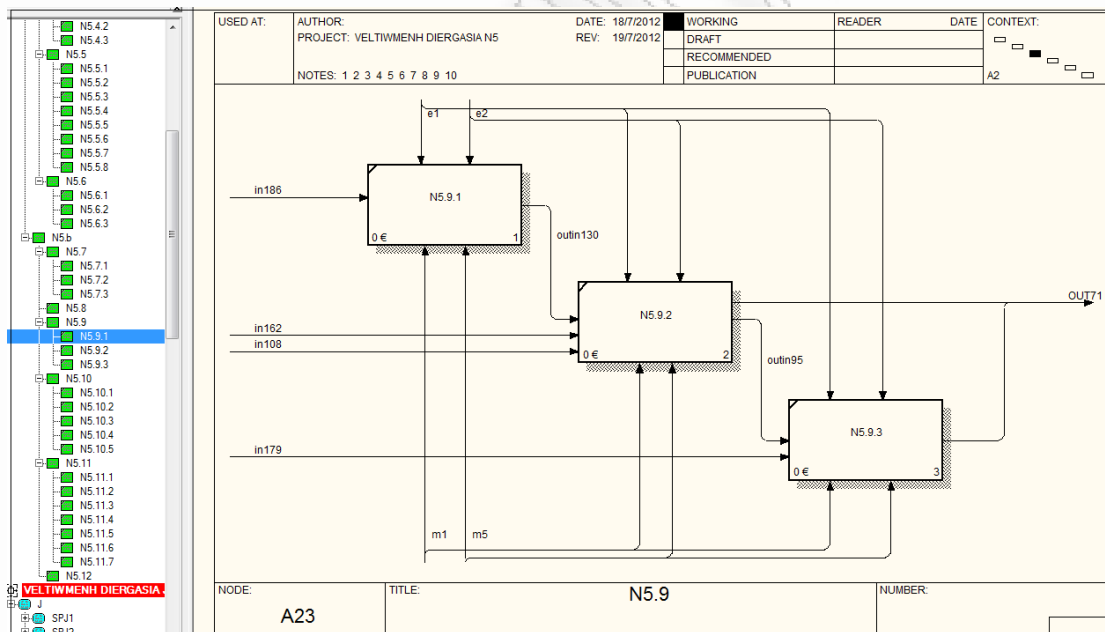 N5.4.2
N5.4.3
N5.5
N5.5.1
N5.5.2
N5.5.3
N5.5.4
N5.5.5
N5.5.6
N5.5.7
N5.5.8
N5.6
N5.6.1
N5.6.2
N5.6.3
N5.b
N5.7
N5.7.1
N5.7.2
N5.7.3
N5.8
N5.9
N5.9.1
N5.9.2
N5.9.3
N5.10
N5.10.1
N5.10.2
N5.10.3
N5.10.4
N5.10.5
N5.11
N5.11.1
N5.11.2
N5.11.3
N5.11.4
N5.11.5
N5.11.6
N5.11.7
N5.12
VELTIWMENH DIERGASIA
J
SPJ1
SPJ2
USED AT:
AUTHOR:
PROJECT: VELTIWMENH DIERGASIA N5
NOTES: 1 2 3 4 5 6 7 8 9 10
DATE: 18/7/2012
REV: 19/7/2012
WORKING
DRAFT
RECOMMENDED
PUBLICATION
READER DATE
CONTEXT:
A2
e1 e2
in186
N5.9.1
0 € 1
outin130
in162
in108
N5.9.2
0 € 2
OUT71
outin95
in179
N5.9.3
0 € 3
m1 m5
NODE:
A23
TITLE:
N5.9
NUMBER: